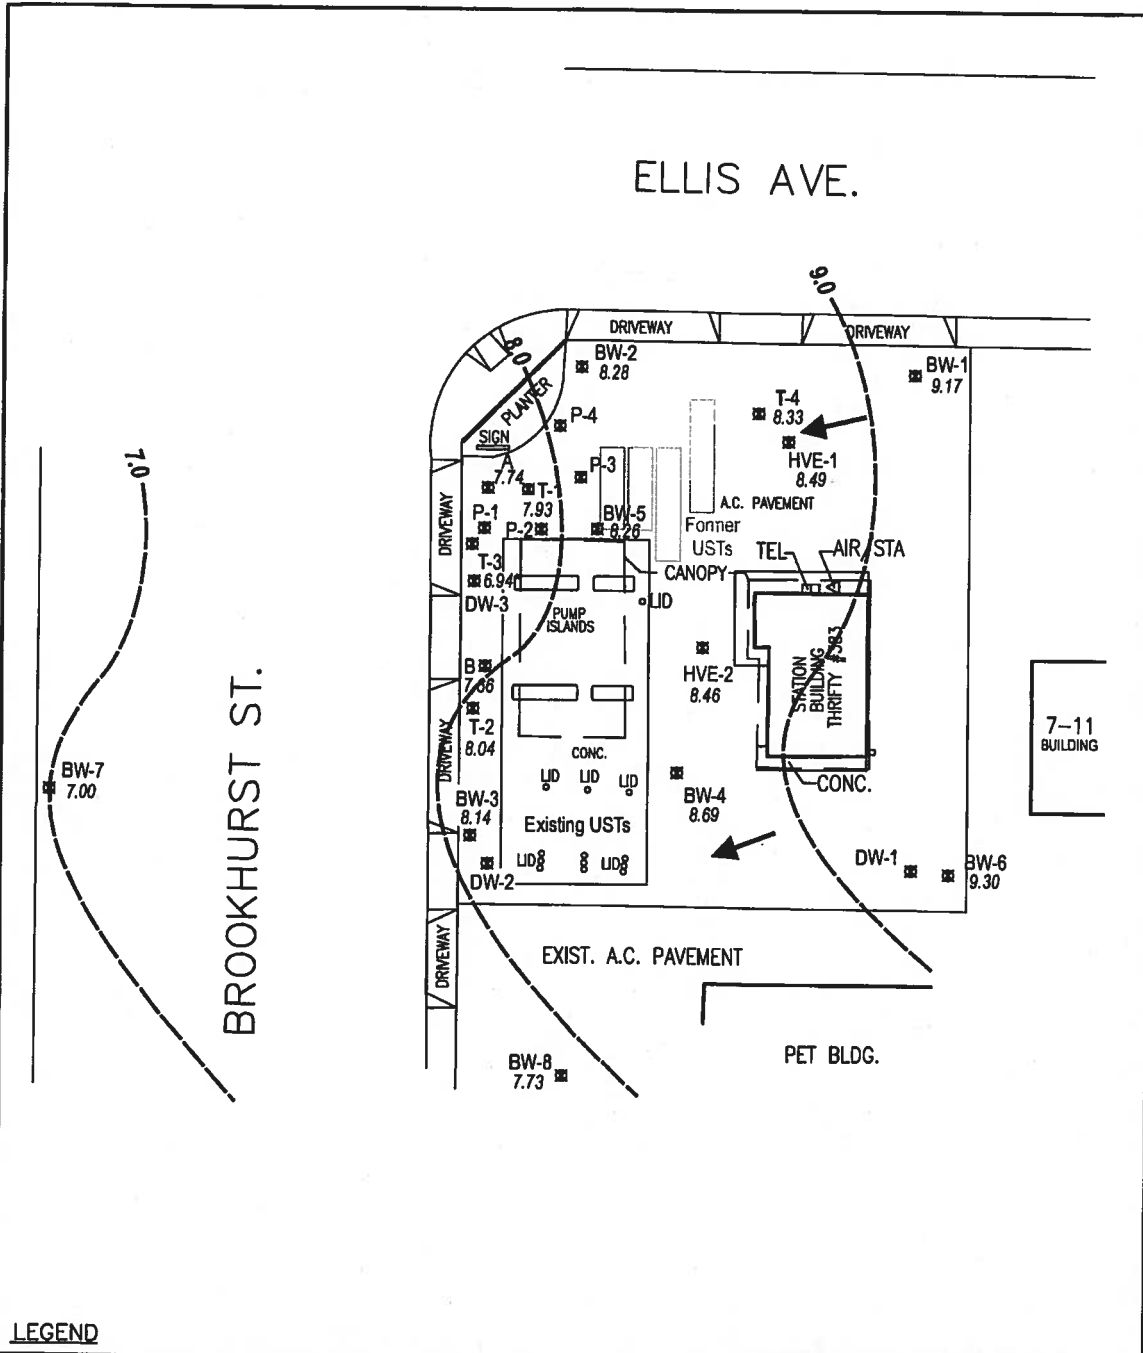 ELLIS AVE.
9.0
DRIVEWAY
DRIVEWAY
8.0
BW-2
8.28
BW-1
9.17
PLANTER
T-4
8.33
P-4
SIGN
7.0
A
7.74
P-3
HVE-1
8.49
T-1
7.93
A.C. PAVEMENT
DRIVEWAY
P-1
P-2
BW-5
8.26
Former
USTs
TEL
AIR/STA
T-3
6.94
CANOPY
DW-3
LID
PUMP
ISLANDS
B
7.86
HVE-2
8.46
STATION
BUILDING
THRIFTY #383
BROOKHURST ST.
T-2
8.04
DRIVEWAY
7-11
BUILDING
CONC.
BW-7
7.00
LID
LID
LID
CONC.
BW-3
8.14
BW-4
8.69
Existing USTs
LID
LID
DW-2
DW-1
BW-6
9.30
DRIVEWAY
EXIST. A.C. PAVEMENT
PET BLDG.
BW-8
7.73
LEGEND